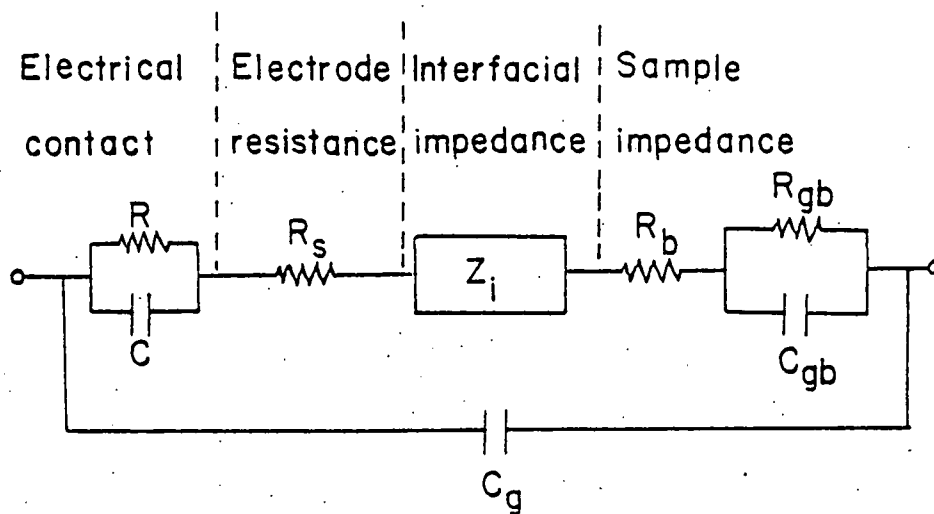 Electrical
contact
Electrode
resistance
Interfacial
impedance
Sample
impedance
R
C
R_s
Z_i
R_b
R_gb
C_gb
C_g